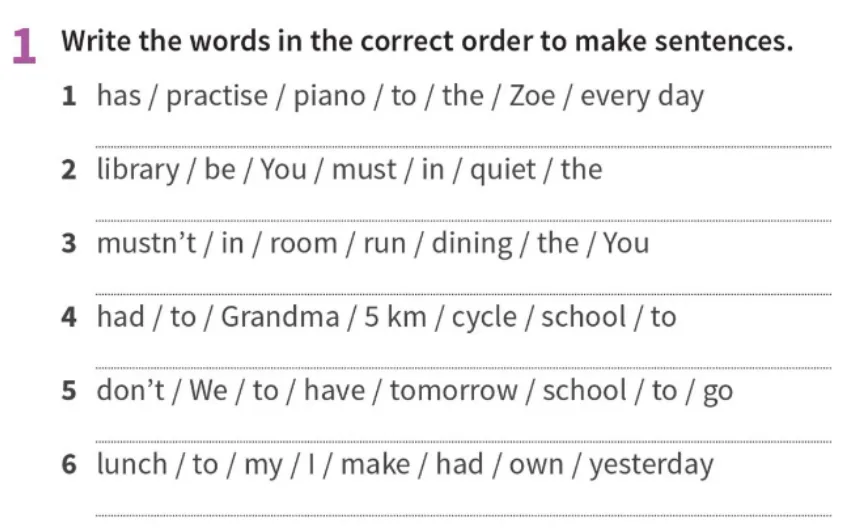 1 Write the words in the correct order to make sentences.
1 has / practise / piano / to / the / Zoe / every day
2 library / be / You / must / in / quiet / the
3 mustn’t / in / room / run / dining / the / You
4 had / to / Grandma / 5 km / cycle / school / to
5 don’t / We / to / have / tomorrow / school / to / go
6 lunch / to / my / I / make / had / own / yesterday